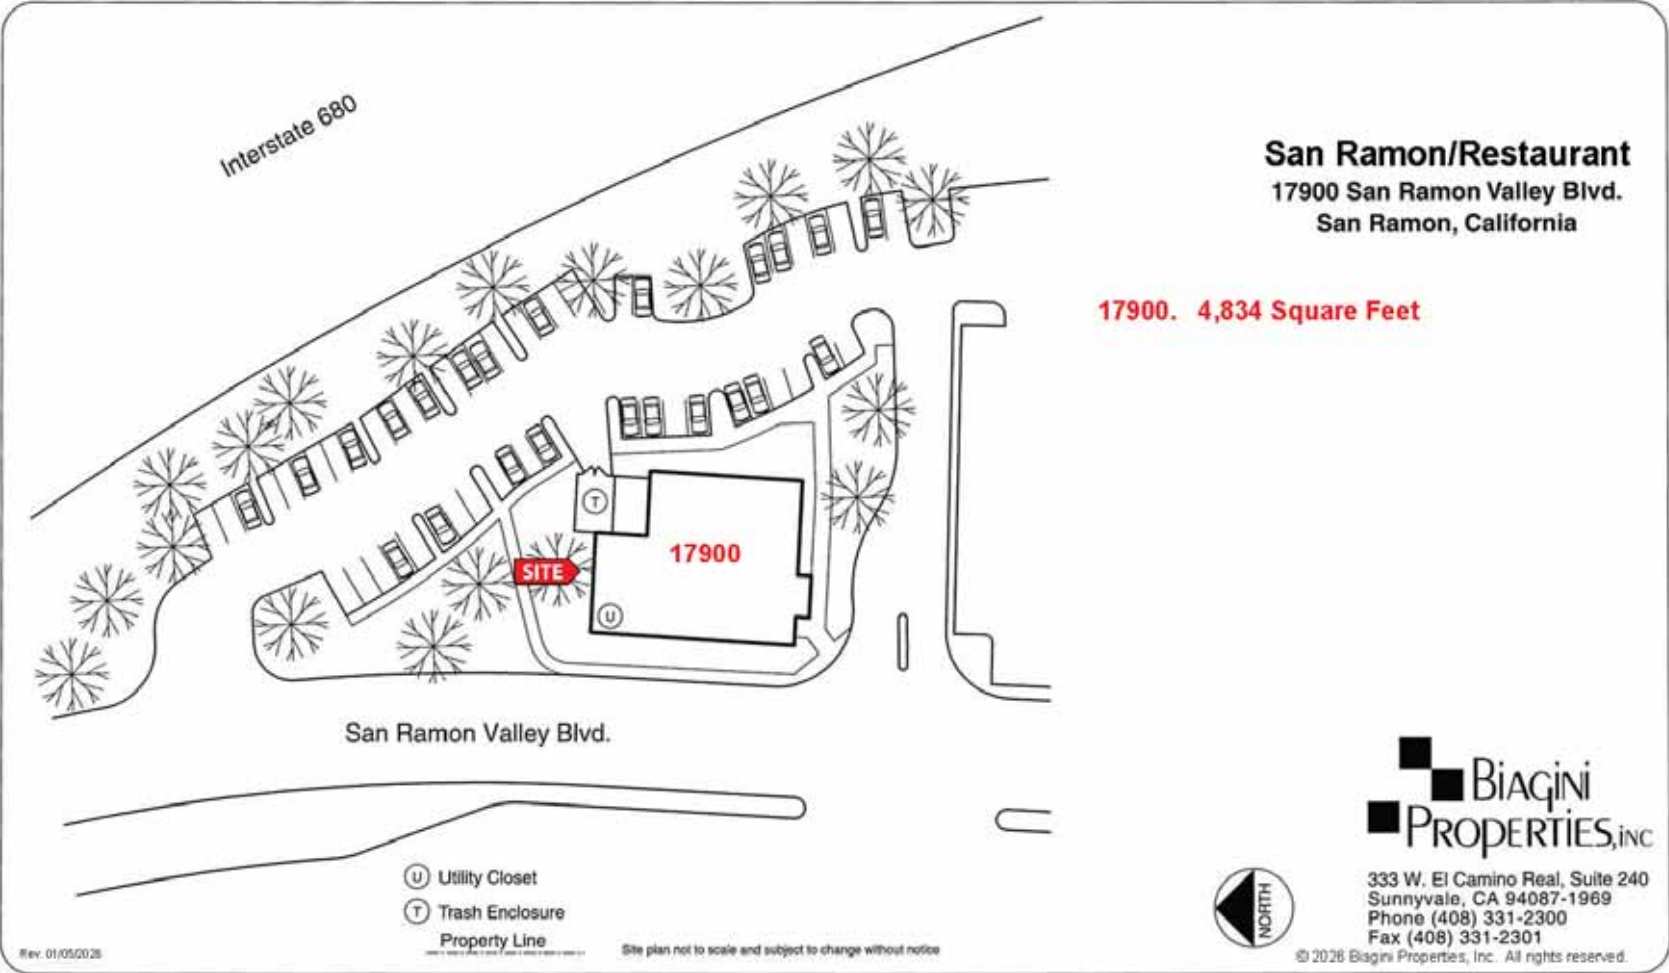 Interstate 680
San Ramon/Restaurant
17900 San Ramon Valley Blvd.
San Ramon, California
17900. 4,834 Square Feet
T
17900
SITE
U
San Ramon Valley Blvd.
U Utility Closet
T Trash Enclosure
Property Line
Site plan not to scale and subject to change without notice
Rev. 01/05/2026
NORTH
BIAGINI
PROPERTIES, INC
333 W. El Camino Real, Suite 240
Sunnyvale, CA 94087-1969
Phone (408) 331-2300
Fax (408) 331-2301
© 2026 Biagini Properties, Inc. All rights reserved.